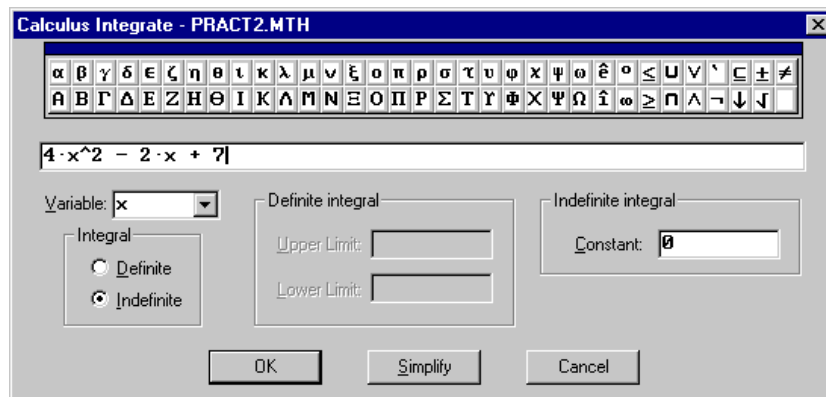 Calculus Integrate - PRACT2.MTH
α β γ δ ϵ ζ η θ ι κ λ μ ν ξ ο π ρ σ τ υ φ χ ψ ω ê º ≤ ∪ ∨ ` ⊆ ± ≠
Α Β Γ Δ Ε Ζ Η Θ Ι Κ Λ Μ Ν Ξ Ο Π Ρ Σ Τ Υ Φ Χ Ψ Ω î ∞ ≥ ∩ ∧ ¬ ↓ √
4·x^2 - 2·x + 7
Variable: x
Integral
Definite
Indefinite
Definite integral
Upper Limit:
Lower Limit:
Indefinite integral
Constant: 0
OK Simplify Cancel